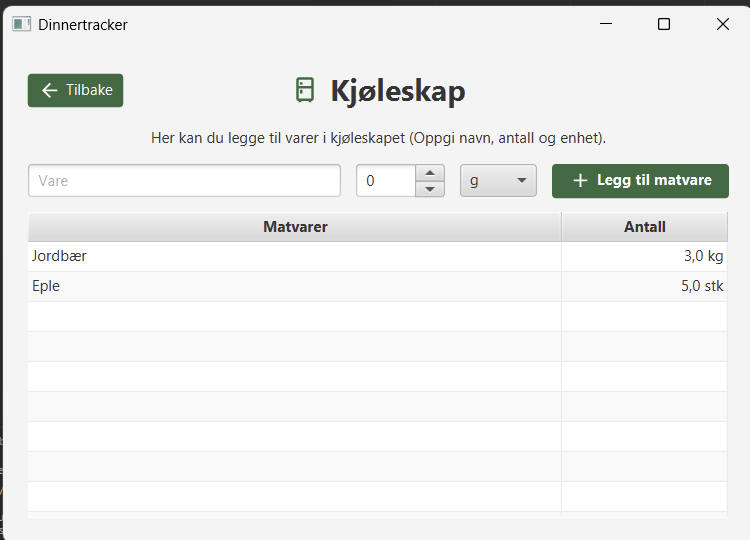 Dinnertracker
Tilbake
Kjøleskap
Her kan du legge til varer i kjøleskapet (Oppgi navn, antall og enhet).
Vare 0 g Legg til matvare
Matvarer Antall
Jordbær 3,0 kg
Eple 5,0 stk